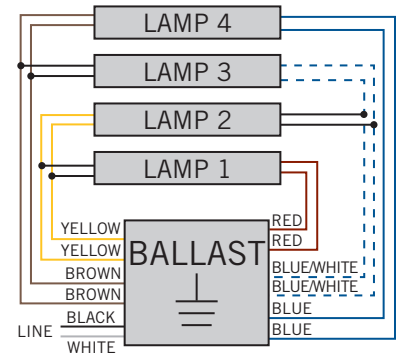 LAMP 4
LAMP 3
LAMP 2
LAMP 1
YELLOW
YELLOW
BROWN
BROWN
BLACK
LINE
WHITE
BALLAST
RED
RED
BLUE/WHITE
BLUE/WHITE
BLUE
BLUE